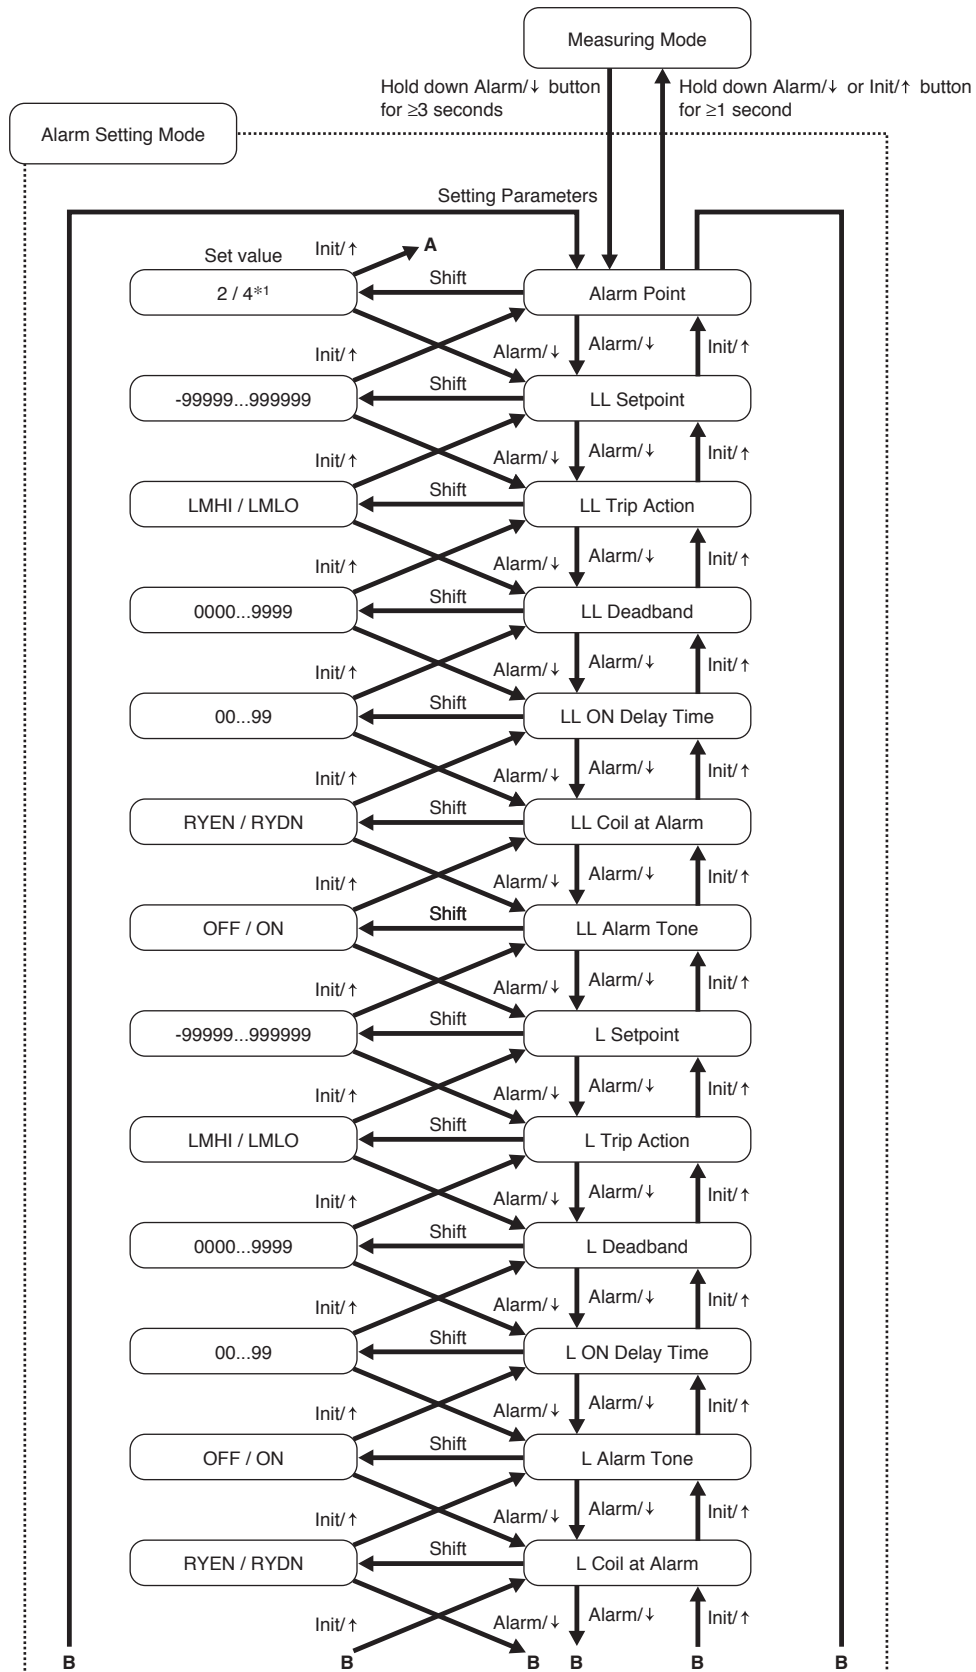 Measuring Mode
Hold down Alarm/↓ button
for ≥3 seconds
Hold down Alarm/↓ or Init/↑ button
for ≥1 second
Alarm Setting Mode
Setting Parameters
Set value
Init/↑
A
2 / 4*1
Shift
Alarm Point
Init/↑
Alarm/↓
Alarm/↓
Init/↑
-99999...999999
Shift
LL Setpoint
Init/↑
Alarm/↓
Alarm/↓
Init/↑
LMHI / LMLO
Shift
LL Trip Action
Init/↑
Alarm/↓
Alarm/↓
Init/↑
0000...9999
Shift
LL Deadband
Init/↑
Alarm/↓
Alarm/↓
Init/↑
00...99
Shift
LL ON Delay Time
Init/↑
Alarm/↓
Alarm/↓
Init/↑
RYEN / RYDN
Shift
LL Coil at Alarm
Init/↑
Alarm/↓
Alarm/↓
Init/↑
OFF / ON
Shift
LL Alarm Tone
Init/↑
Alarm/↓
Alarm/↓
Init/↑
-99999...999999
Shift
L Setpoint
Init/↑
Alarm/↓
Alarm/↓
Init/↑
LMHI / LMLO
Shift
L Trip Action
Init/↑
Alarm/↓
Alarm/↓
Init/↑
0000...9999
Shift
L Deadband
Init/↑
Alarm/↓
Alarm/↓
Init/↑
00...99
Shift
L ON Delay Time
Init/↑
Alarm/↓
Alarm/↓
Init/↑
OFF / ON
Shift
L Alarm Tone
Init/↑
Alarm/↓
Alarm/↓
Init/↑
RYEN / RYDN
Shift
L Coil at Alarm
Init/↑
Alarm/↓
Alarm/↓
Init/↑
B
B
B
B
B
B